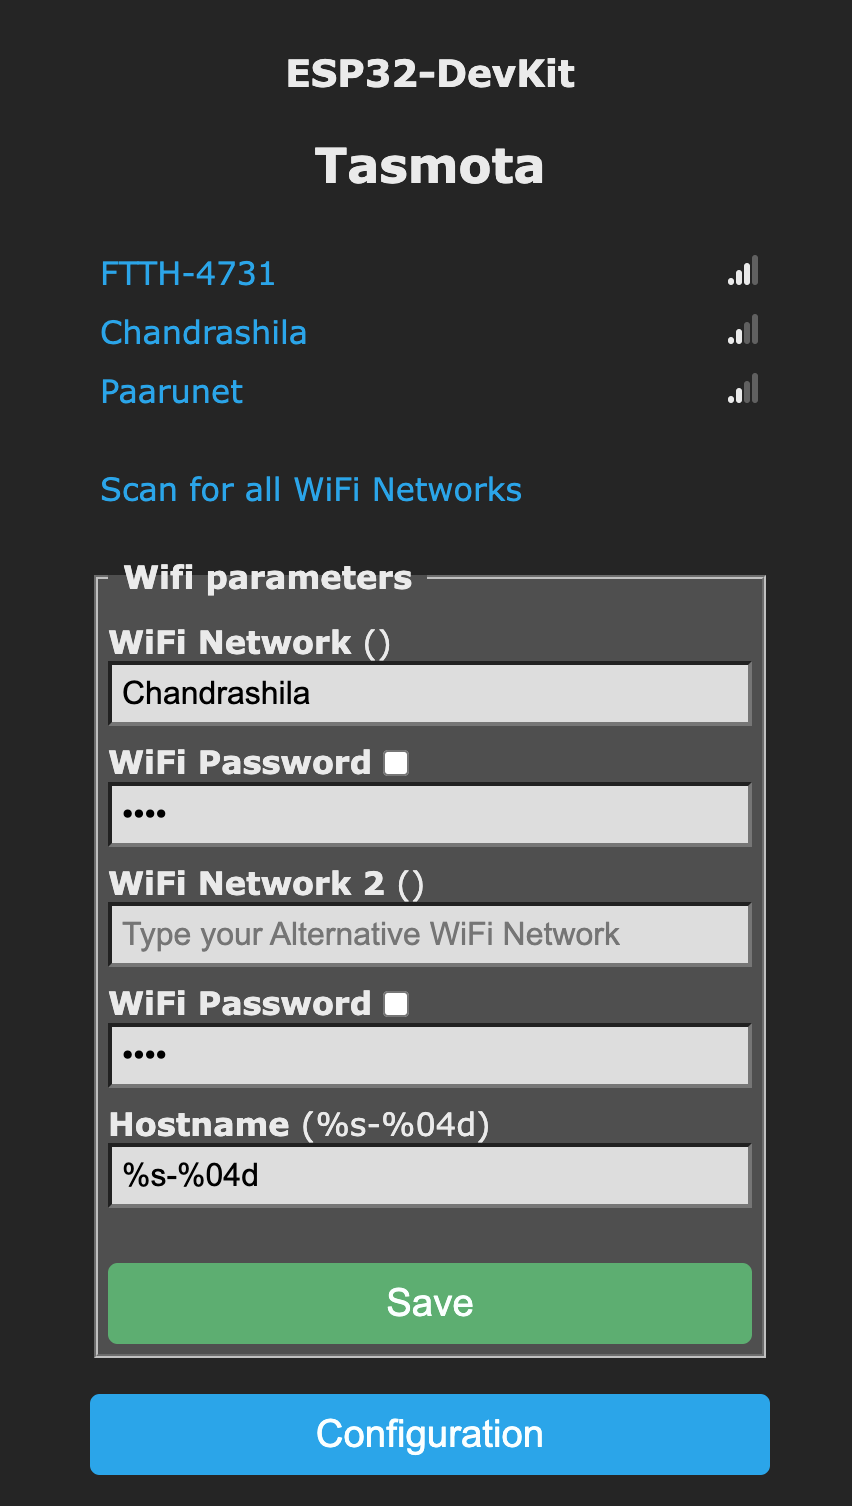 ESP32-DevKit
Tasmota
FTTH-4731
Chandrashila
Paarunet
Scan for all WiFi Networks
Wifi parameters
WiFi Network ()
Chandrashila
WiFi Password
••••
WiFi Network 2 ()
Type your Alternative WiFi Network
WiFi Password
••••
Hostname (%s-%04d)
%s-%04d
Save
Configuration